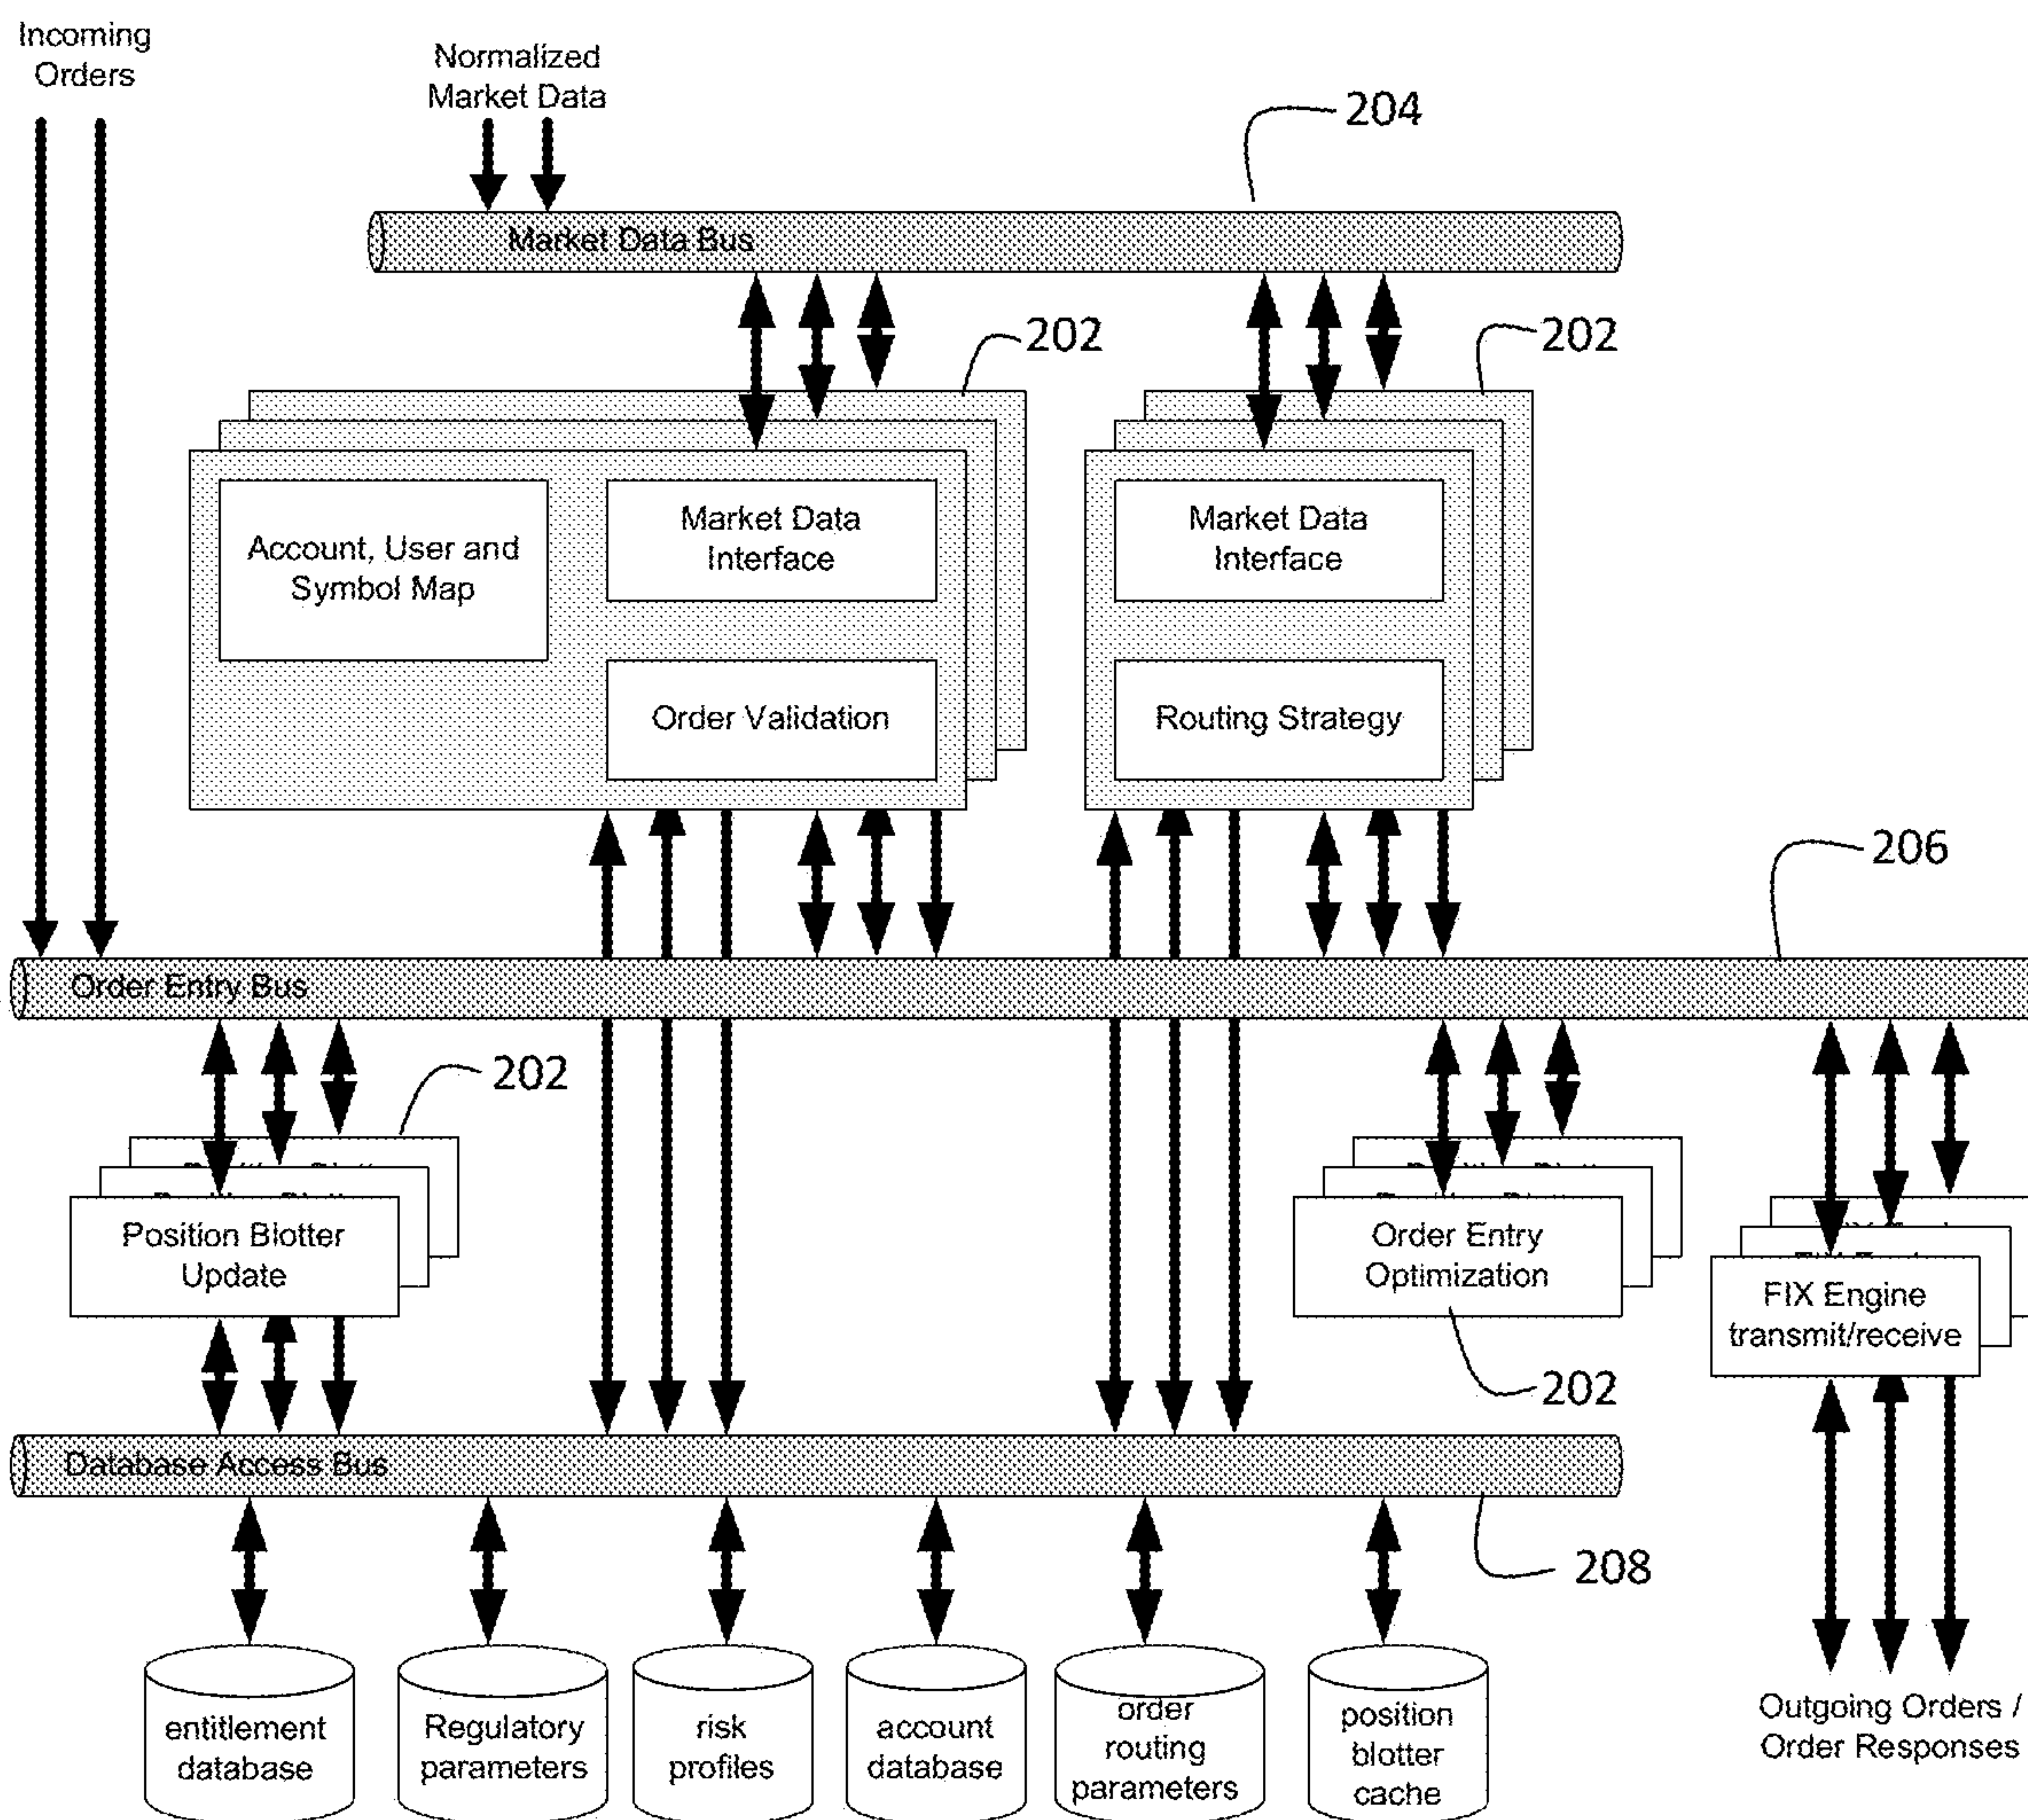 Incoming
Orders
Normalized
Market Data
204
Market Data Bus
202
202
Account, User and
Symbol Map
Market Data
Interface
Market Data
Interface
Order Validation
Routing Strategy
206
Order Entry Bus
202
Position Blotter
Update
Order Entry
Optimization
202
FIX Engine
transmit/receive
Database Access Bus
208
entitlement
database
Regulatory
parameters
risk
profiles
account
database
order
routing
parameters
position
blotter
cache
Outgoing Orders /
Order Responses